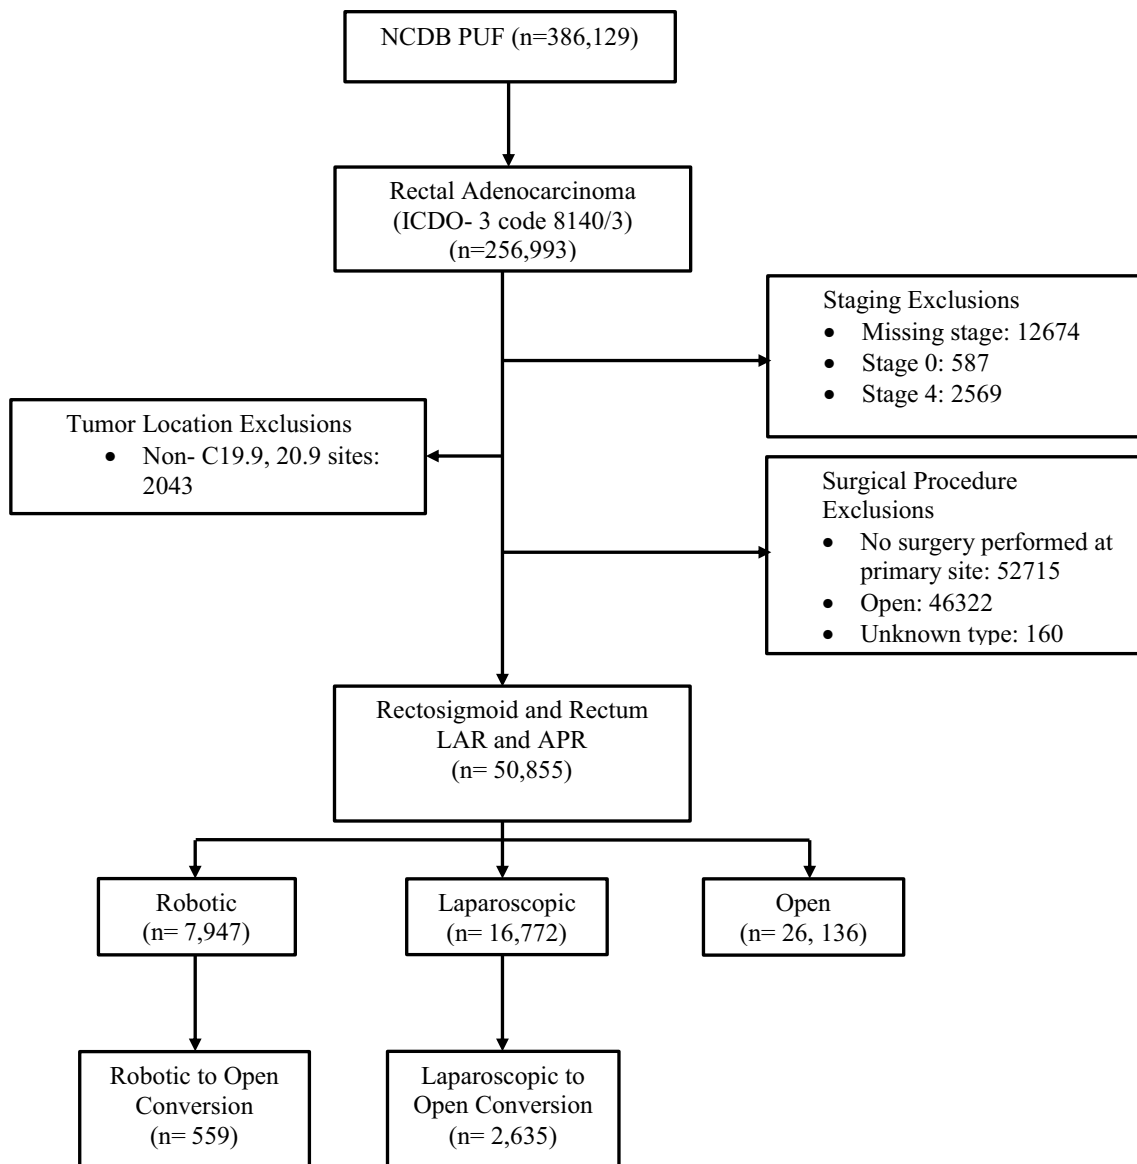 NCDB PUF (n=386,129)
Rectal Adenocarcinoma
(ICDO- 3 code 8140/3)
(n=256,993)
Staging Exclusions
• Missing stage: 12674
• Stage 0: 587
• Stage 4: 2569
Tumor Location Exclusions
• Non- C19.9, 20.9 sites:
2043
Surgical Procedure
Exclusions
• No surgery performed at
primary site: 52715
• Open: 46322
• Unknown type: 160
Rectosigmoid and Rectum
LAR and APR
(n= 50,855)
Robotic
(n= 7,947)
Laparoscopic
(n= 16,772)
Open
(n= 26, 136)
Robotic to Open
Conversion
(n= 559)
Laparoscopic to
Open Conversion
(n= 2,635)